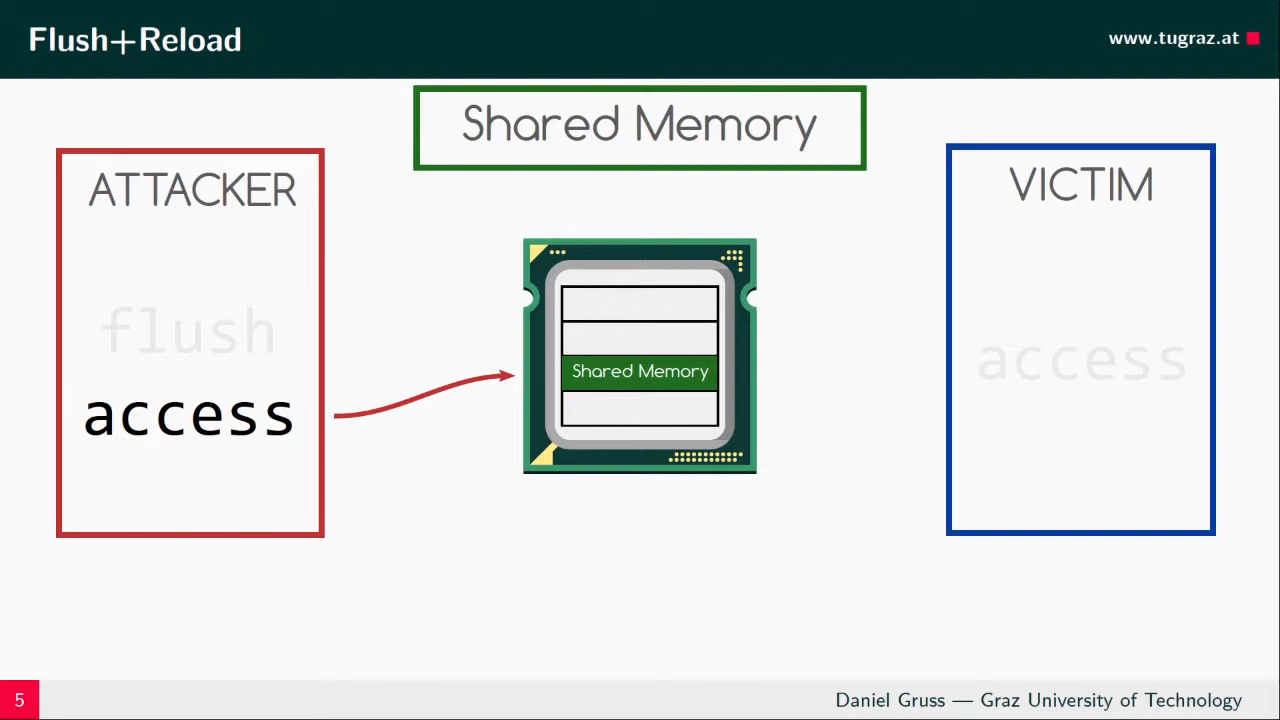 Flush+Reload
www.tugraz.at
Shared Memory
ATTACKER
VICTIM
flush
access
access
Shared Memory
5
Daniel Gruss — Graz University of Technology